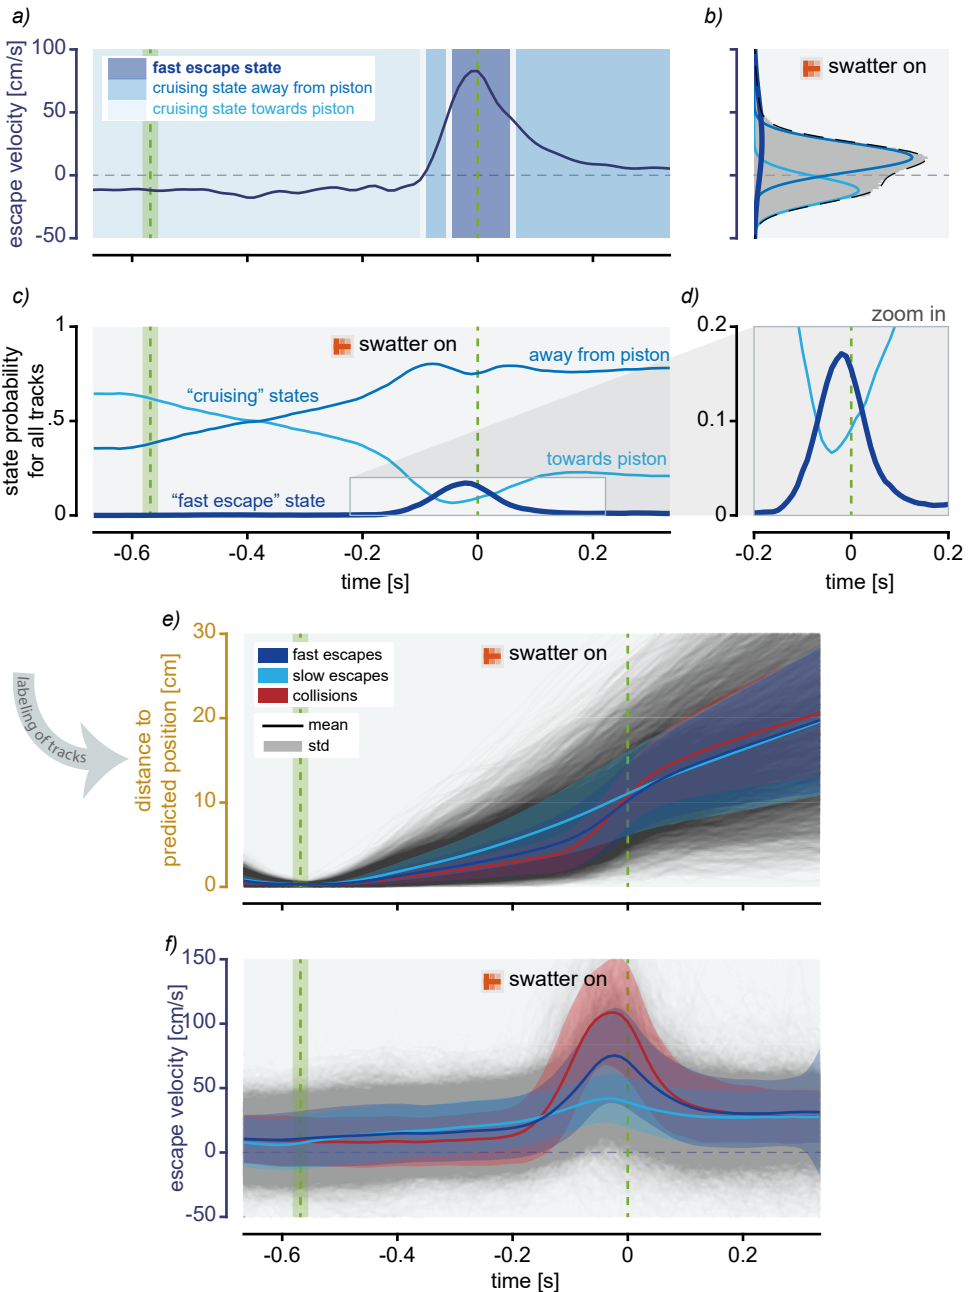 a)
escape velocity [cm/s]
100
50
0
-50
fast escape state
cruising state away from piston
cruising state towards piston
b)
swatter on
c)
state probability
for all tracks
1
.5
0
swatter on
"cruising" states
away from piston
towards piston
"fast escape" state
-0.6
-0.4
-0.2
0
0.2
time [s]
d)
zoom in
0.2
0.1
0
-0.2
0
0.2
time [s]
labeling of tracks
e)
distance to
predicted position [cm]
30
20
10
0
fast escapes
slow escapes
collisions
mean
std
swatter on
f)
escape velocity [cm/s]
150
100
50
0
-50
swatter on
-0.6
-0.4
-0.2
0
0.2
time [s]